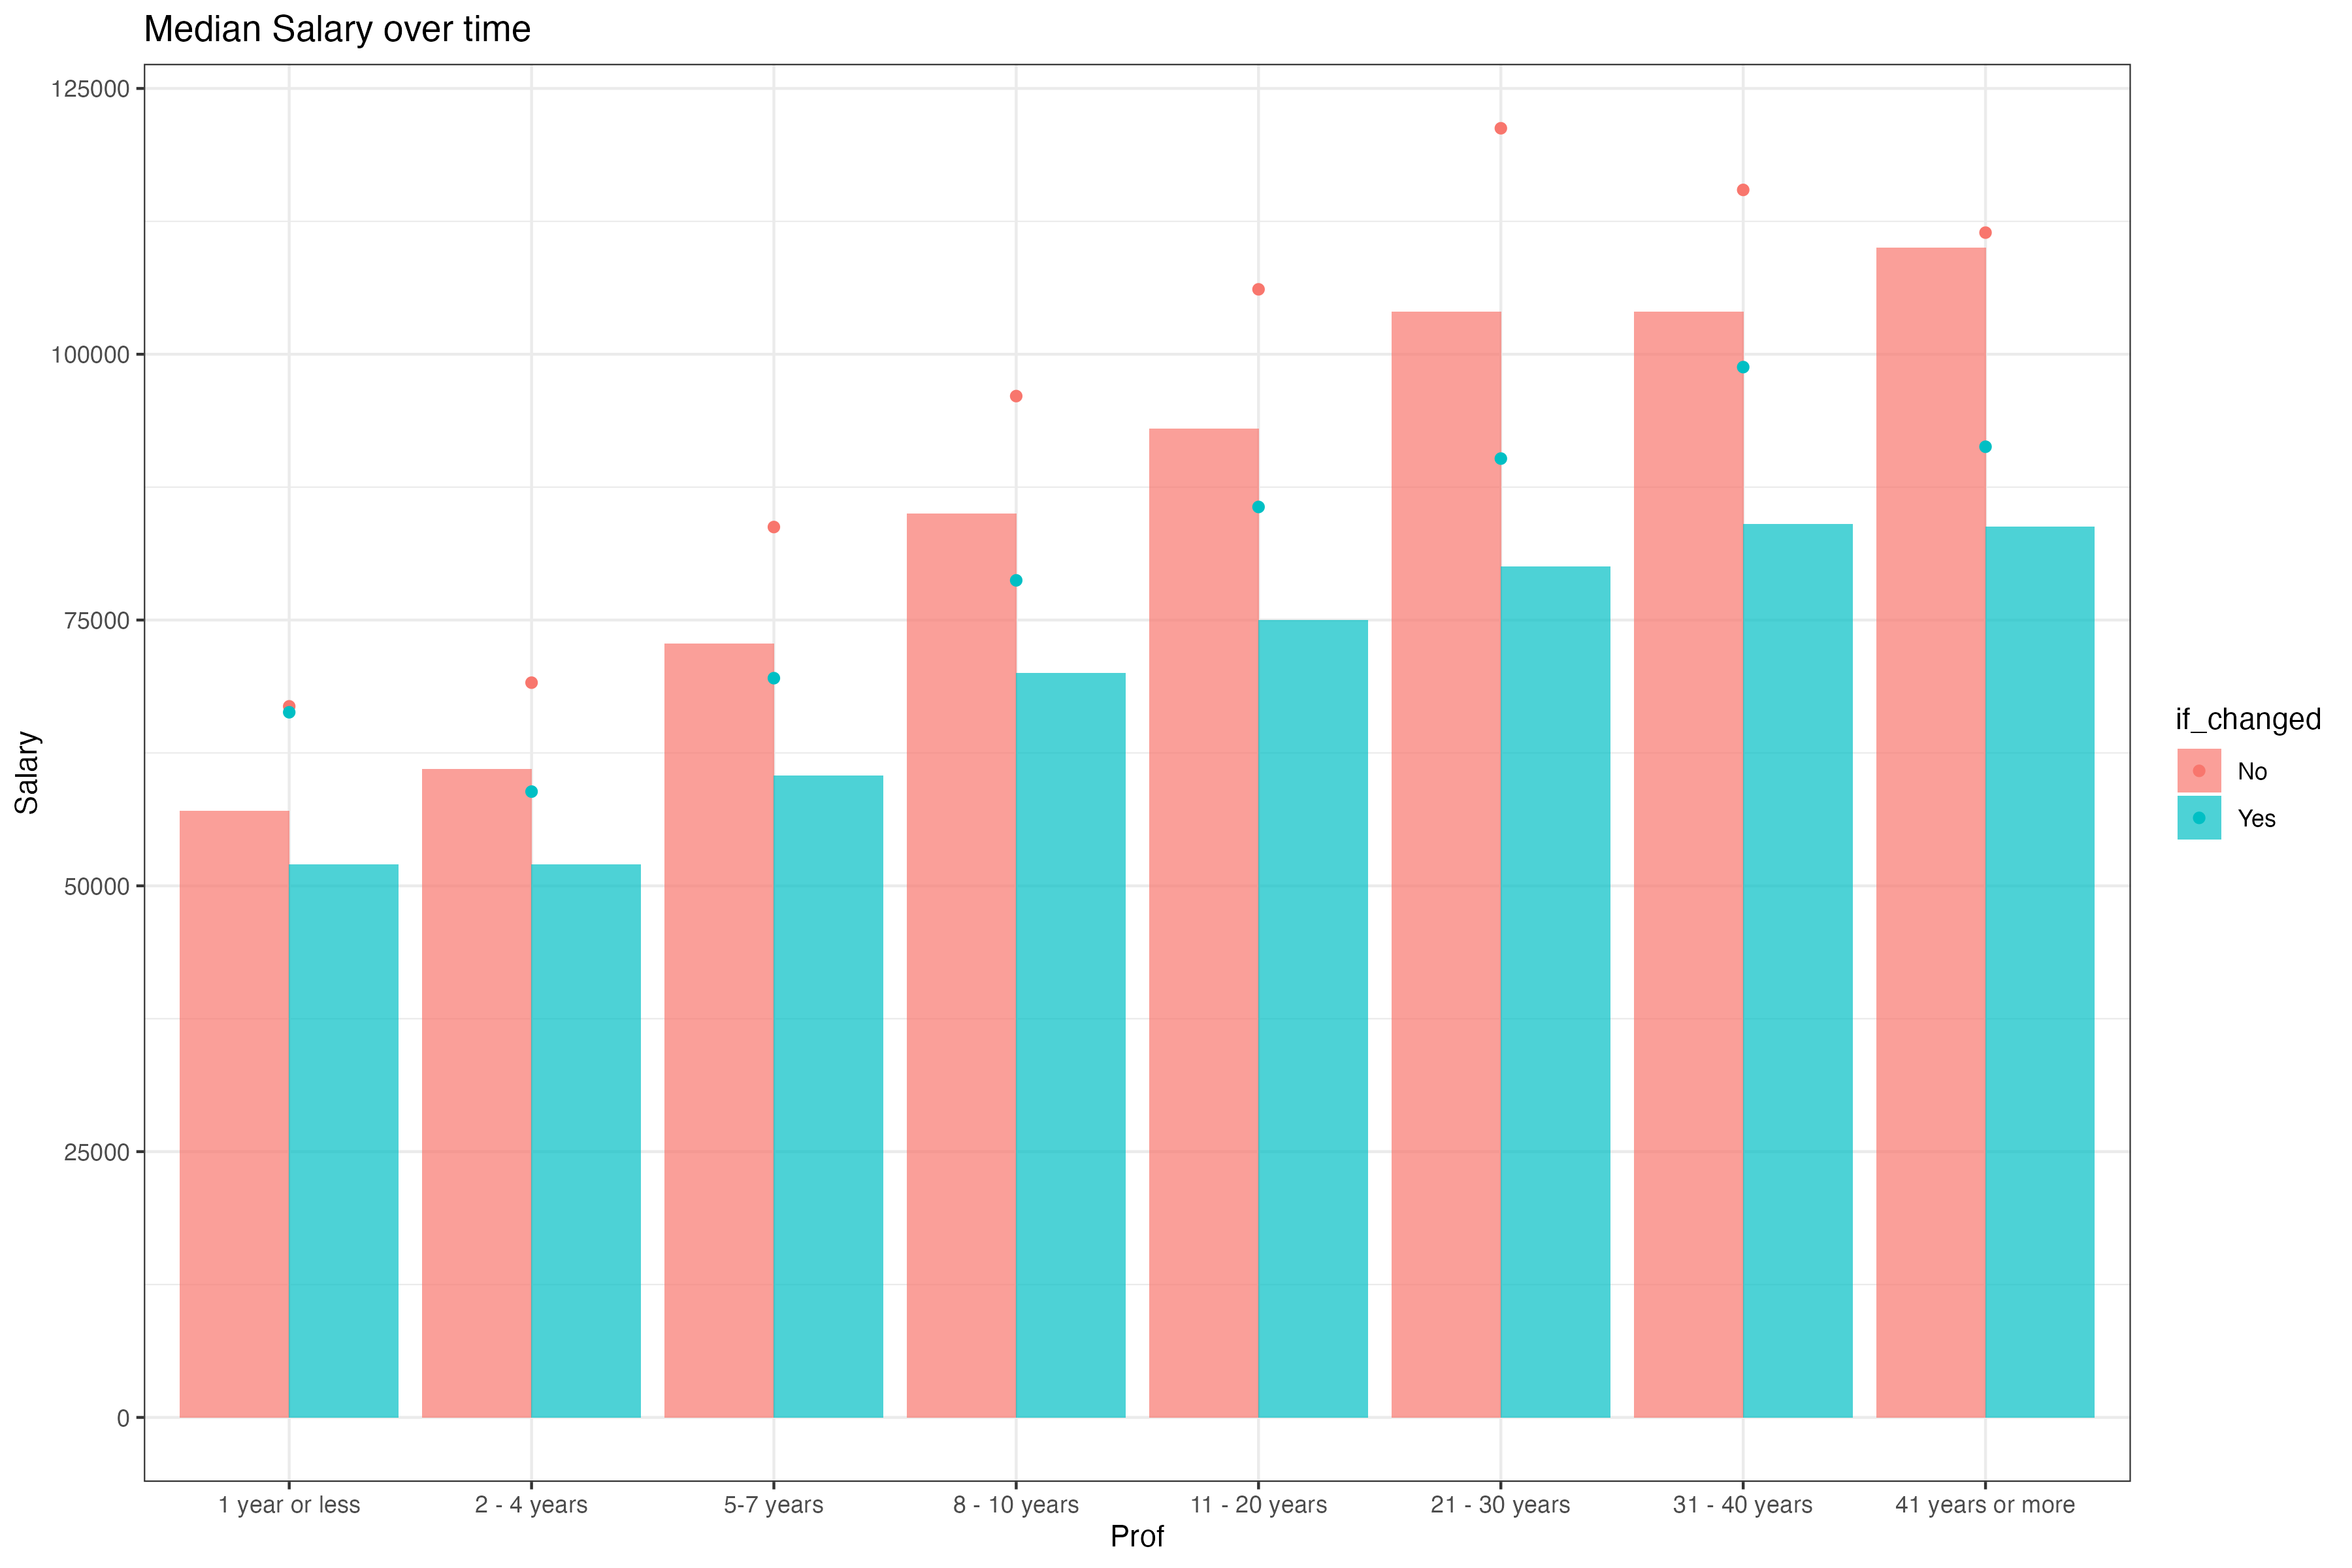 Median Salary over time
125000
100000
75000
50000
25000
0
Salary
1 year or less
2 - 4 years
5-7 years
8 - 10 years
11 - 20 years
21 - 30 years
31 - 40 years
41 years or more
Prof
if_changed
No
Yes